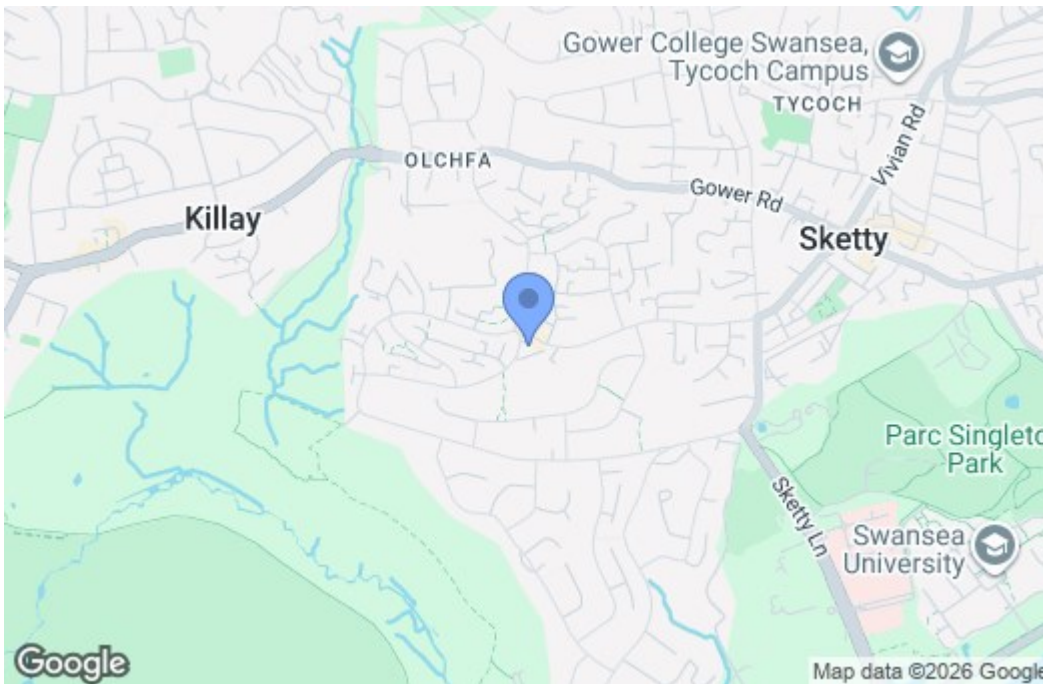 Gower College Swansea,
Tycoch Campus
TYCOCH
Vivian Rd
OLCHFA
Gower Rd
Killay
Sketty
Parc Singleto
Park
Sketty Ln
Swansea
University
Google
Map data ©2026 Google